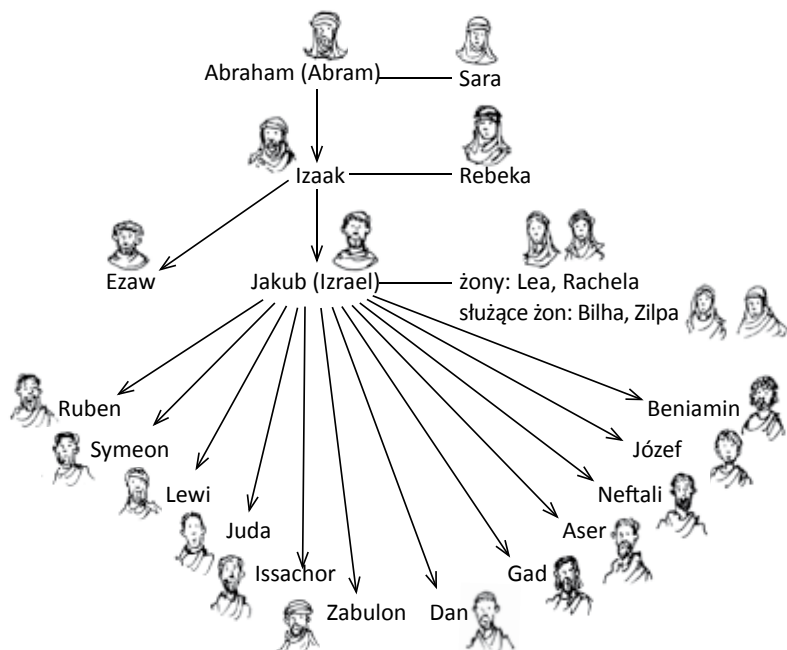 Abraham (Abram)
Sara
Izaak
Rebeka
Ezaw
Jakub (Izrael)
żony: Lea, Rachela
służące żon: Bilha, Zilpa
Ruben
Beniamin
Symeon
Józef
Lewi
Neftali
Juda
Aser
Issachor
Gad
Zabulon
Dan